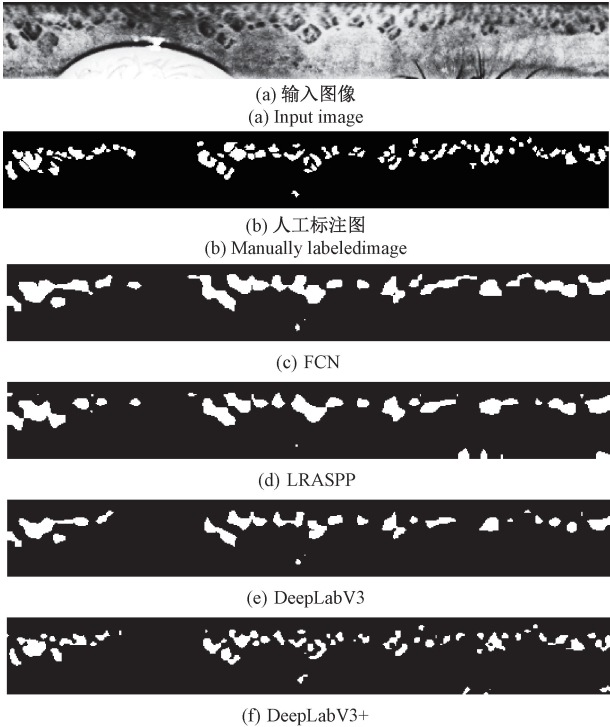 (a) 输入图像
(a) Input image
(b) 人工标注图
(b) Manually labeledimage
(c) FCN
(d) LRASPP
(e) DeepLabV3
(f) DeepLabV3+